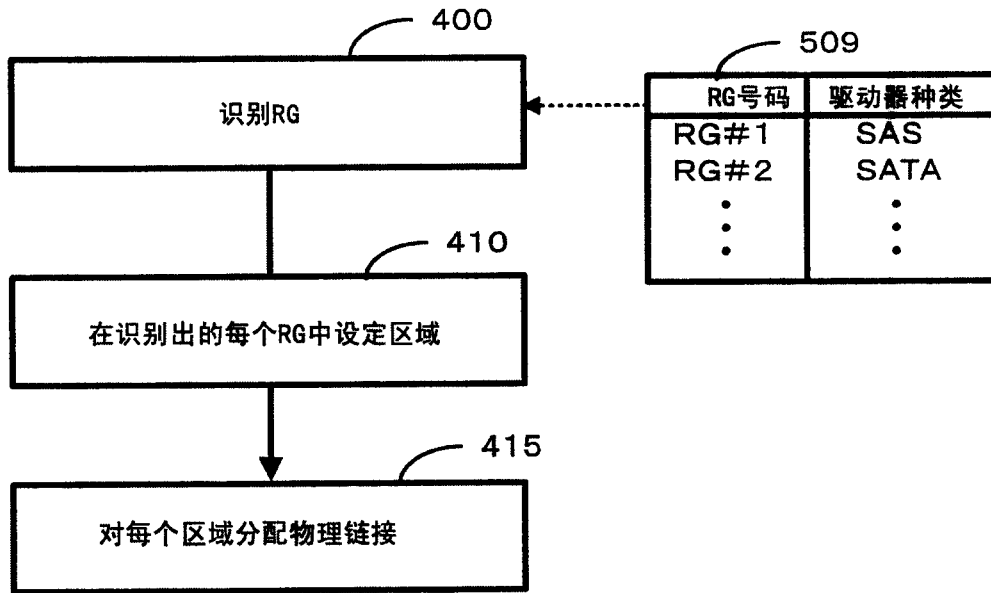 400
识别RG
509
RG号码 驱动器种类
RG#1 SAS
RG#2 SATA
410
在识别出的每个RG中设定区域
415
对每个区域分配物理链接